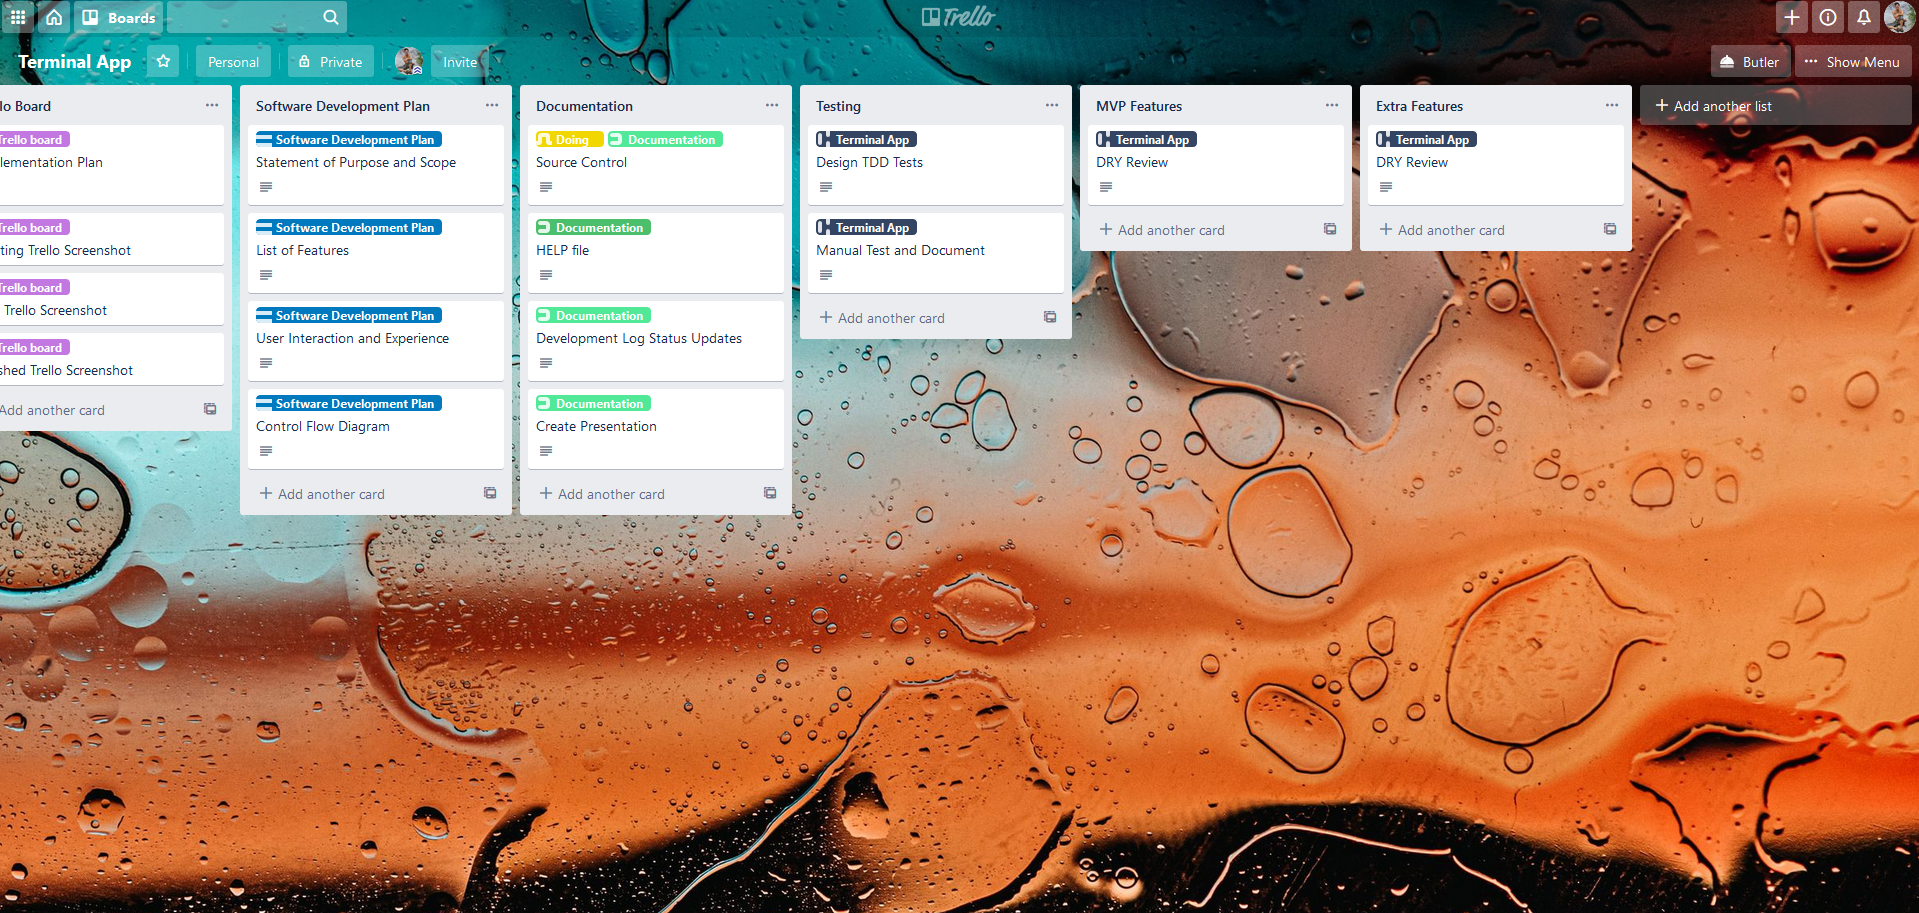 Boards
Trello
Terminal App
Personal
Private
Invite
Butler
Show Menu
lo Board
Trello board
lementation Plan
Trello board
ting Trello Screenshot
Trello board
Trello Screenshot
Trello board
shed Trello Screenshot
Add another card
Software Development Plan
Software Development Plan
Statement of Purpose and Scope
Software Development Plan
List of Features
Software Development Plan
User Interaction and Experience
Software Development Plan
Control Flow Diagram
Add another card
Documentation
Doing Documentation
Source Control
Documentation
HELP file
Documentation
Development Log Status Updates
Documentation
Create Presentation
Add another card
Testing
Terminal App
Design TDD Tests
Terminal App
Manual Test and Document
Add another card
MVP Features
Terminal App
DRY Review
Add another card
Extra Features
Terminal App
DRY Review
Add another card
Add another list